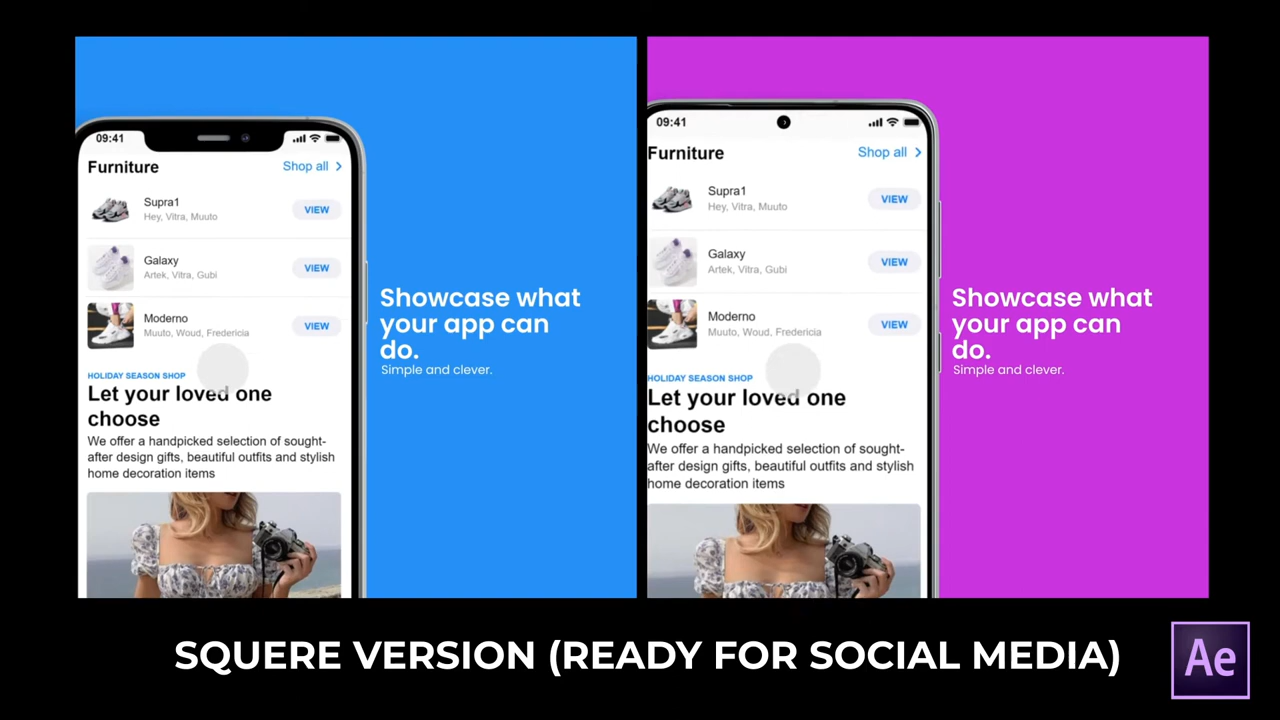 09:41
Furniture
Shop all
Supra1
Hey, Vitra, Muuto
VIEW
Galaxy
Artek, Vitra, Gubi
VIEW
Moderno
Muuto, Woud, Fredericia
VIEW
HOLIDAY SEASON SHOP
Let your loved one
choose
We offer a handpicked selection of sought-
after design gifts, beautiful outfits and stylish
home decoration items
Showcase what
your app can
do.
Simple and clever.
09:41
Furniture
Shop all
Supra1
Hey, Vitra, Muuto
VIEW
Galaxy
Artek, Vitra, Gubi
VIEW
Moderno
Muuto, Woud, Fredericia
VIEW
HOLIDAY SEASON SHOP
Let your loved one
choose
We offer a handpicked selection of sought-
after design gifts, beautiful outfits and stylish
home decoration items
Showcase what
your app can
do.
Simple and clever.
SQUERE VERSION (READY FOR SOCIAL MEDIA)
Ae